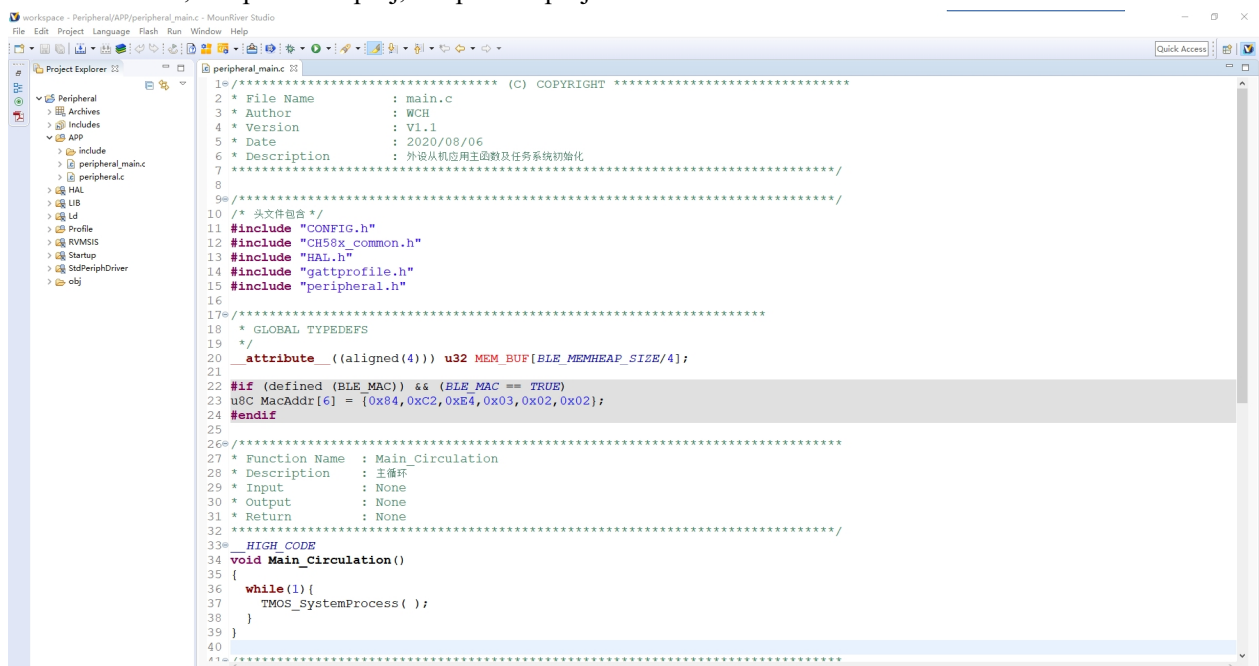 workspace - Peripheral/APP/peripheral_main.c - MounRiver Studio
File Edit Project Language Flash Run Window Help
Quick Access
Project Explorer
Peripheral
Archives
Includes
APP
include
peripheral_main.c
peripheral.c
HAL
LIB
Ld
Profile
RVMSIS
Startup
StdPeriphDriver
obj
peripheral_main.c
1 /********************************** (C) COPYRIGHT *******************************
2 * File Name : main.c
3 * Author : WCH
4 * Version : V1.1
5 * Date : 2020/08/06
6 * Description : 外设从机应用主函数及任务系统初始化
7 *******************************************************************************/
8
9 /******************************************************************************/
10 /* 头文件包含 */
11 #include "CONFIG.h"
12 #include "CH58x_common.h"
13 #include "HAL.h"
14 #include "gattprofile.h"
15 #include "peripheral.h"
16
17 /*********************************************************************
18 * GLOBAL TYPEDEFS
19 */
20 __attribute__((aligned(4))) u32 MEM_BUF[BLE_MEMHEAP_SIZE/4];
21
22 #if (defined (BLE_MAC)) && (BLE_MAC == TRUE)
23 u8C MacAddr[6] = {0x84,0xC2,0xE4,0x03,0x02,0x02};
24 #endif
25
26 /*******************************************************************************
27 * Function Name : Main_Circulation
28 * Description : 主循环
29 * Input : None
30 * Output : None
31 * Return : None
32 *******************************************************************************/
33 __HIGH_CODE
34 void Main_Circulation()
35 {
36 while(1){
37 TMOS_SystemProcess( );
38 }
39 }
40
41 /*******************************************************************************